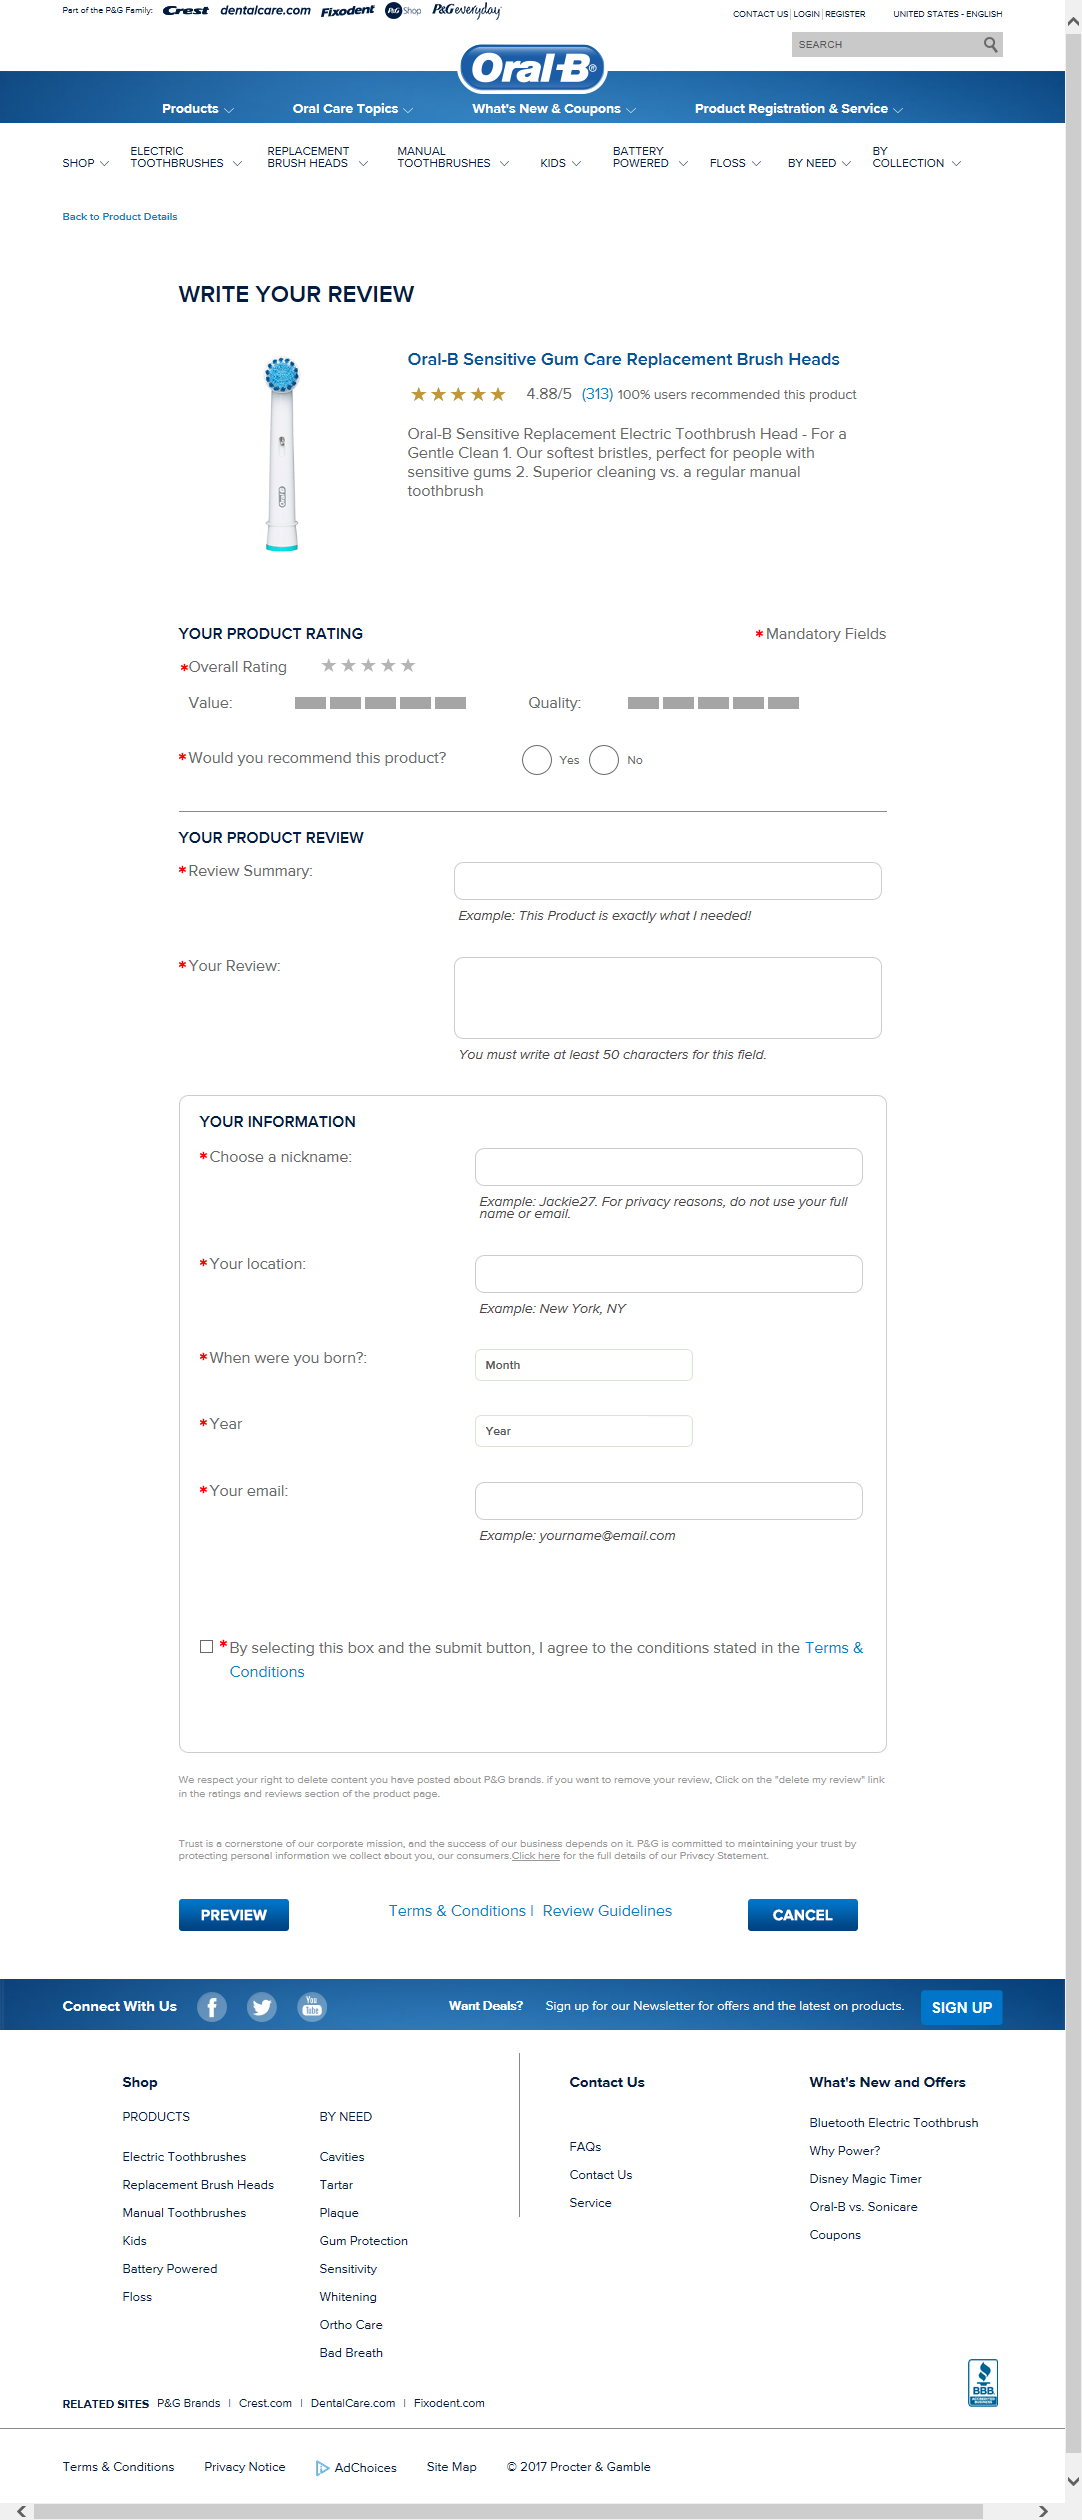 Part of the P&G Family: Crest dentalcare.com Fixodent P&G Shop P&Geveryday
CONTACT US | LOGIN | REGISTER UNITED STATES - ENGLISH
SEARCH
Oral-B®
Products Oral Care Topics What's New & Coupons Product Registration & Service
SHOP ELECTRIC TOOTHBRUSHES REPLACEMENT BRUSH HEADS MANUAL TOOTHBRUSHES KIDS BATTERY POWERED FLOSS BY NEED BY COLLECTION
Back to Product Details
WRITE YOUR REVIEW
Oral-B Sensitive Gum Care Replacement Brush Heads
4.88/5 (313) 100% users recommended this product
Oral-B Sensitive Replacement Electric Toothbrush Head - For a
Gentle Clean 1. Our softest bristles, perfect for people with
sensitive gums 2. Superior cleaning vs. a regular manual
toothbrush
Oral-B
YOUR PRODUCT RATING
*Mandatory Fields
*Overall Rating
Value: Quality:
*Would you recommend this product? Yes No
YOUR PRODUCT REVIEW
*Review Summary:
Example: This Product is exactly what I needed!
*Your Review:
You must write at least 50 characters for this field.
YOUR INFORMATION
*Choose a nickname:
Example: Jackie27. For privacy reasons, do not use your full
name or email.
*Your location:
Example: New York, NY
*When were you born?: Month
*Year Year
*Your email:
Example: yourname@email.com
*By selecting this box and the submit button, I agree to the conditions stated in the Terms &
Conditions
We respect your right to delete content you have posted about P&G brands. if you want to remove your review, Click on the "delete my review" link
in the ratings and reviews section of the product page.
Trust is a cornerstone of our corporate mission, and the success of our business depends on it. P&G is committed to maintaining your trust by
protecting personal information we collect about you, our consumers.Click here for the full details of our Privacy Statement.
PREVIEW Terms & Conditions | Review Guidelines CANCEL
Connect With Us You Tube Want Deals? Sign up for our Newsletter for offers and the latest on products. SIGN UP
Shop
PRODUCTS
Electric Toothbrushes
Replacement Brush Heads
Manual Toothbrushes
Kids
Battery Powered
Floss
BY NEED
Cavities
Tartar
Plaque
Gum Protection
Sensitivity
Whitening
Ortho Care
Bad Breath
Contact Us
FAQs
Contact Us
Service
What's New and Offers
Bluetooth Electric Toothbrush
Why Power?
Disney Magic Timer
Oral-B vs. Sonicare
Coupons
BBB
ACCREDITED
BUSINESS
RELATED SITES P&G Brands | Crest.com | DentalCare.com | Fixodent.com
Terms & Conditions Privacy Notice AdChoices Site Map © 2017 Procter & Gamble